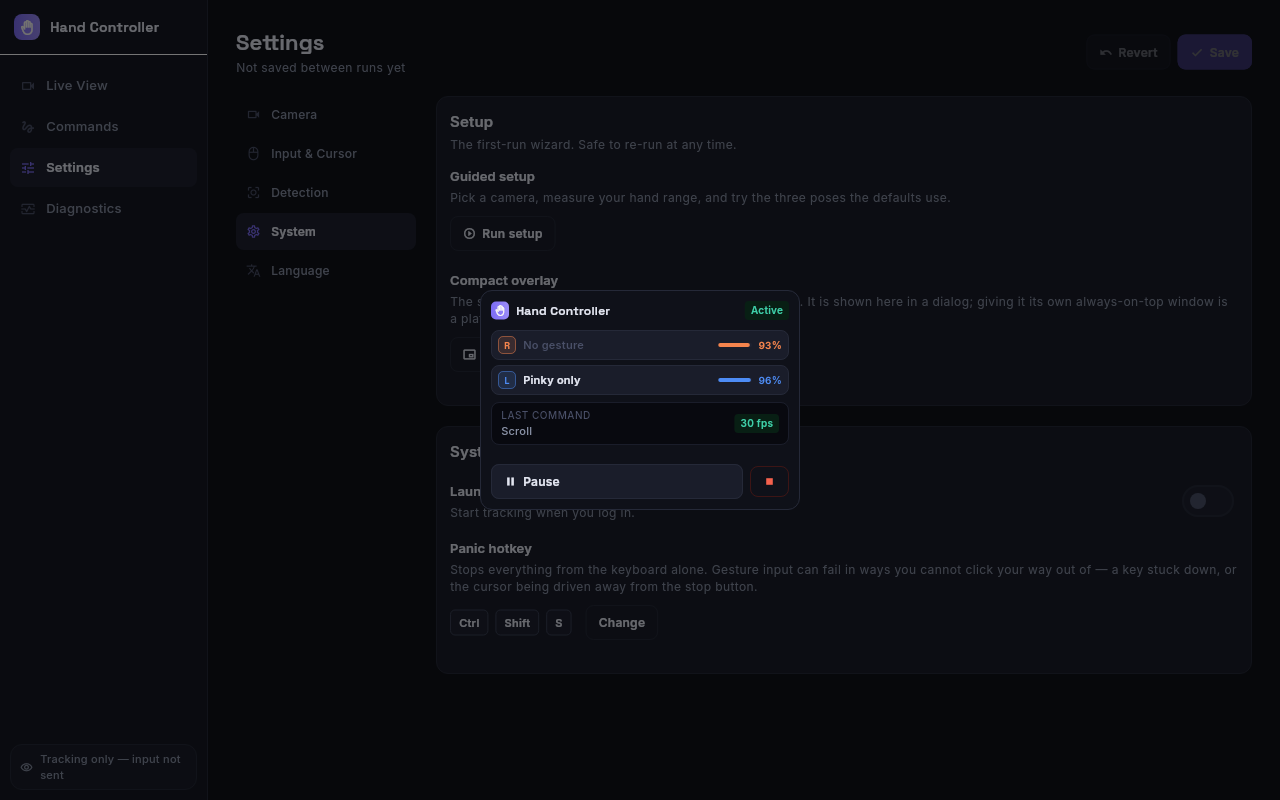 Hand Controller
Live View
Commands
Settings
Diagnostics
Tracking only — input not
sent
Settings
Not saved between runs yet
Revert
Save
Camera
Input & Cursor
Detection
System
Language
Setup
The first-run wizard. Safe to re-run at any time.
Guided setup
Pick a camera, measure your hand range, and try the three poses the defaults use.
Run setup
Compact overlay
The s
. It is shown here in a dialog; giving it its own always-on-top window is
a pla
Hand Controller
Active
R
No gesture
93%
L
Pinky only
96%
LAST COMMAND
Scroll
30 fps
Pause
Syst
Laun
Start tracking when you log in.
Panic hotkey
Stops everything from the keyboard alone. Gesture input can fail in ways you cannot click your way out of — a key stuck down, or
the cursor being driven away from the stop button.
Ctrl
Shift
S
Change